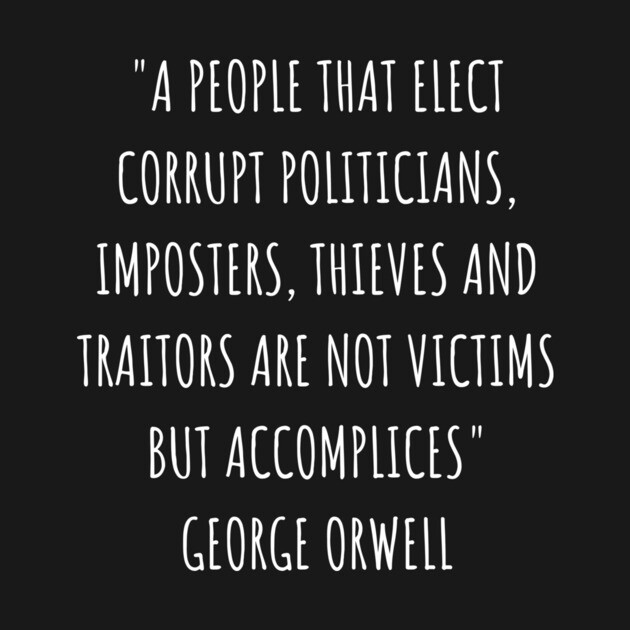 "A PEOPLE THAT ELECT
CORRUPT POLITICIANS,
IMPOSTERS, THIEVES AND
TRAITORS ARE NOT VICTIMS
BUT ACCOMPLICES"
GEORGE ORWELL